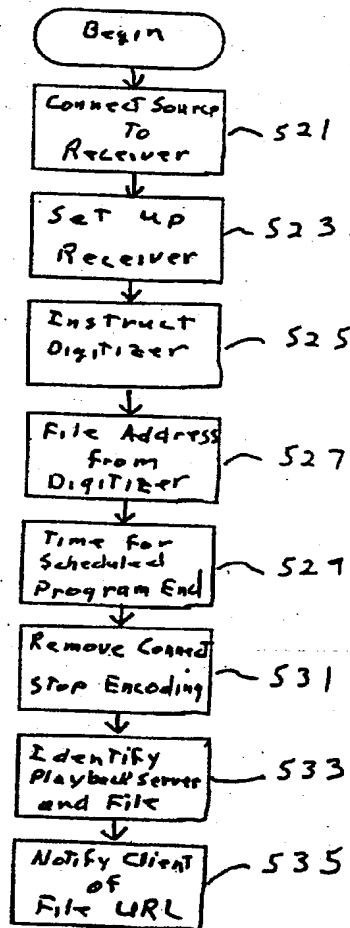 Begin
Connect Source
To
Receiver
521
Set up
Receiver
523
Instruct
Digitizer
525
File Address
from
Digitizer
527
Time for
Scheduled
Program End
529
Remove Connect
Stop Encoding
531
Identify
Playback Server
and File
533
Notify Client
of
File URL
535